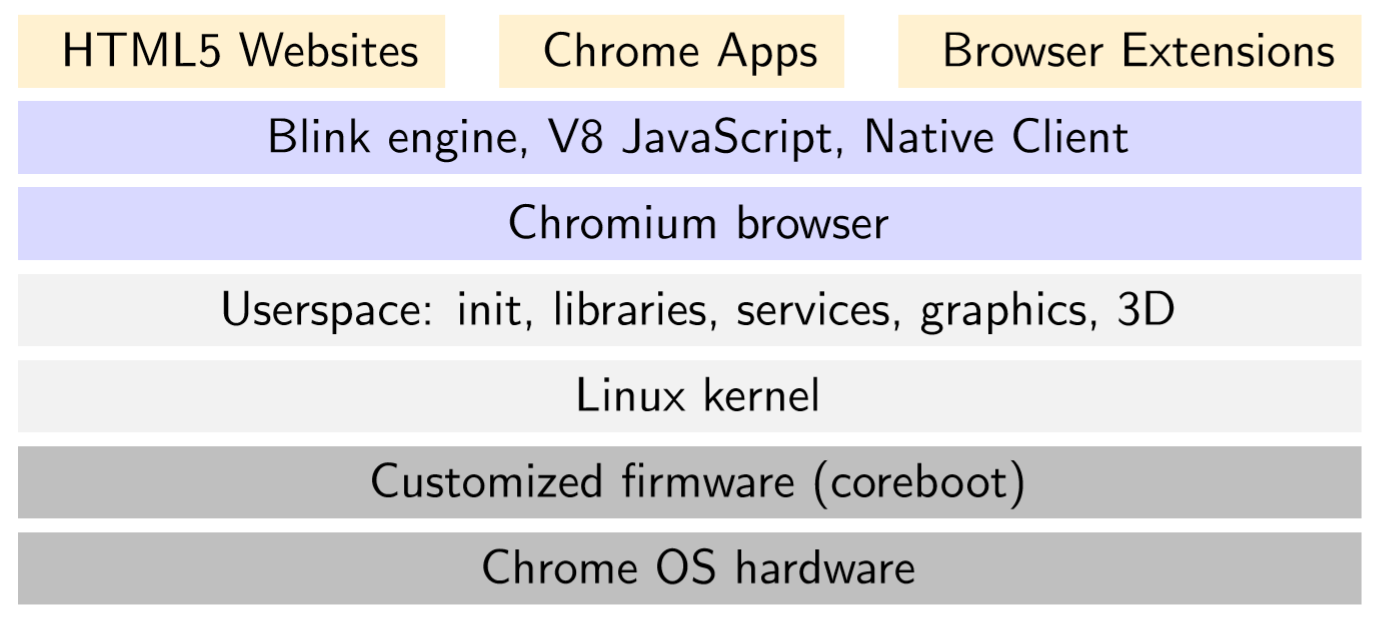 HTML5 Websites
Chrome Apps
Browser Extensions
Blink engine, V8 JavaScript, Native Client
Chromium browser
Userspace: init, libraries, services, graphics, 3D
Linux kernel
Customized firmware (coreboot)
Chrome OS hardware